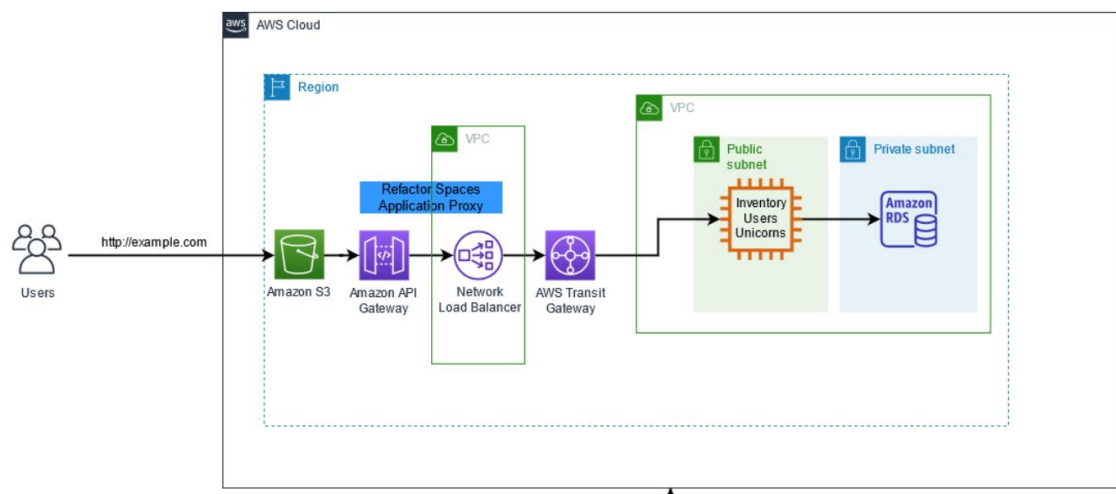 aws
AWS Cloud
Region
VPC
VPC
Public
subnet
Private subnet
Refactor Spaces
Application Proxy
Inventory
Users
Unicorns
Amazon
RDS
http://example.com
Users
Amazon S3
Amazon API
Gateway
Network
Load Balancer
AWS Transit
Gateway